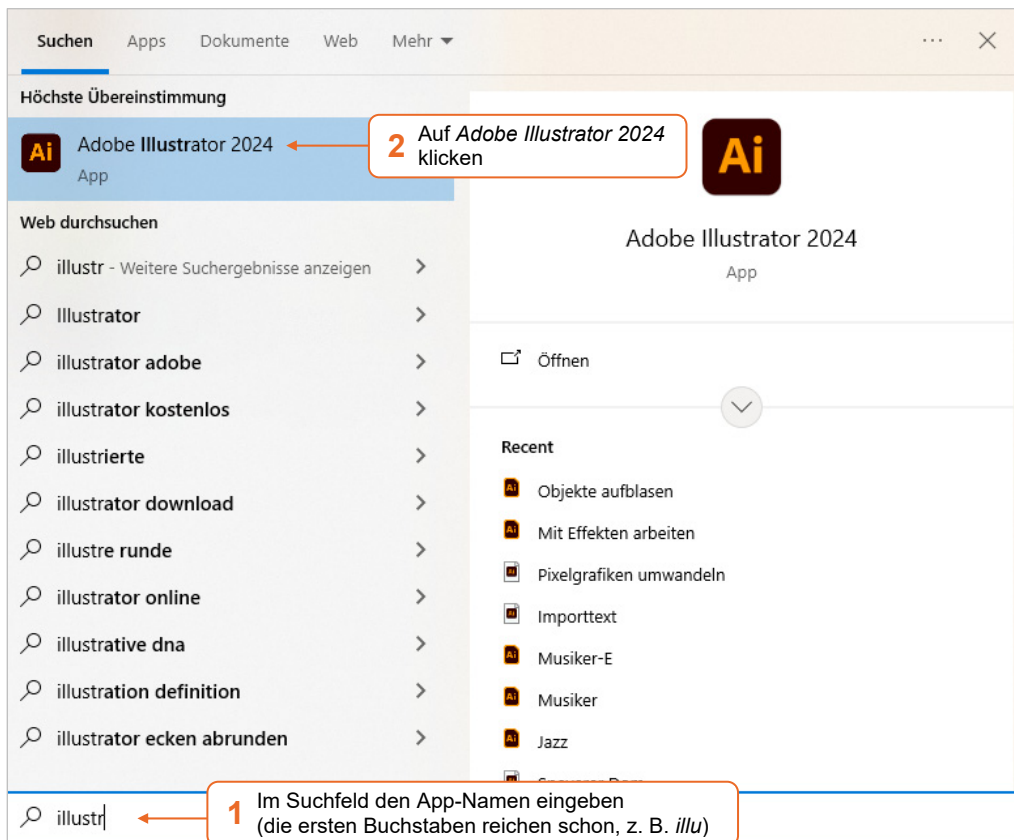 Suchen Apps Dokumente Web Mehr
Höchste Übereinstimmung
Ai
Adobe Illustrator 2024
App
2 Auf Adobe Illustrator 2024
klicken
Web durchsuchen
illustr - Weitere Suchergebnisse anzeigen
Illustrator
illustrator adobe
illustrator kostenlos
illustrierte
illustrator download
illustre runde
illustrator online
illustrative dna
illustration definition
illustrator ecken abrunden
Ai
Adobe Illustrator 2024
App
Öffnen
Recent
Objekte aufblasen
Mit Effekten arbeiten
Pixelgrafiken umwandeln
Importtext
Musiker-E
Musiker
Jazz
illustr
1 Im Suchfeld den App-Namen eingeben
(die ersten Buchstaben reichen schon, z. B. illu)